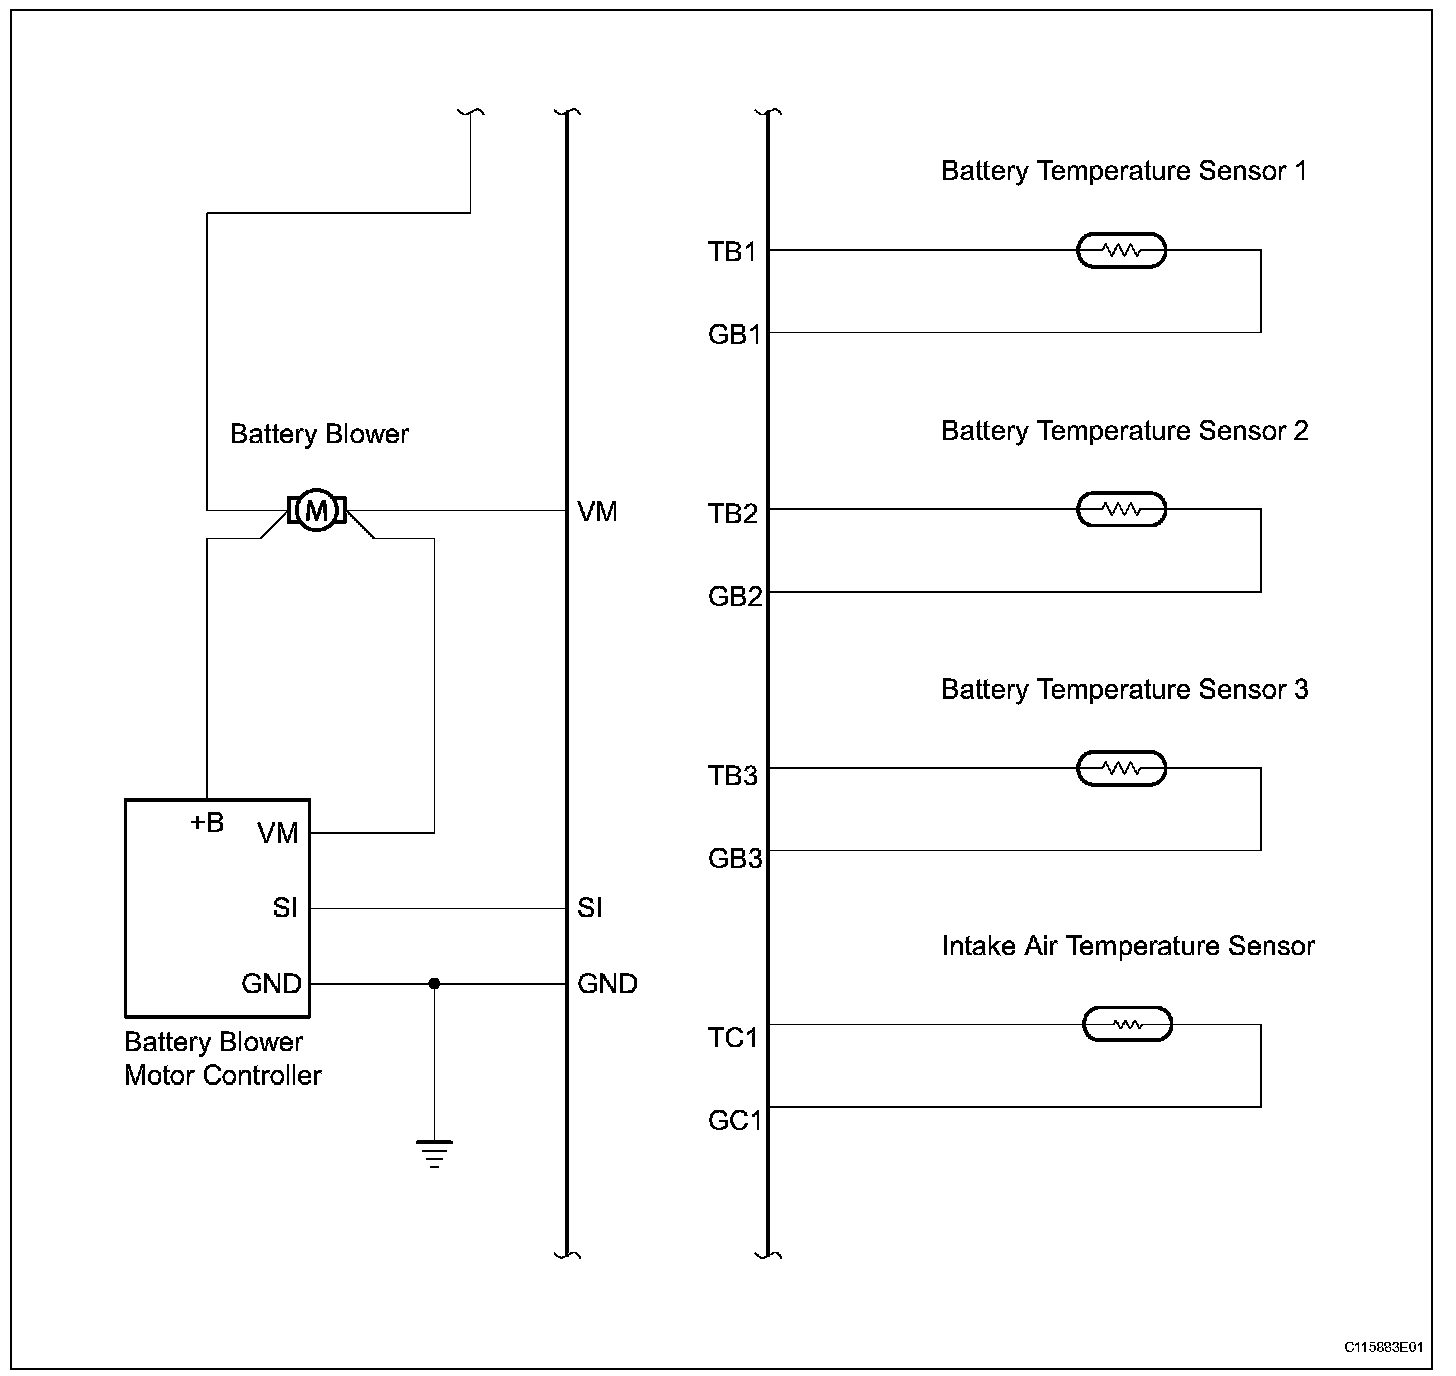 Battery Temperature Sensor 1
TB1
GB1
Battery Blower
M
VM
Battery Temperature Sensor 2
TB2
GB2
Battery Temperature Sensor 3
TB3
GB3
+B
VM
SI
SI
GND
GND
Battery Blower
Motor Controller
Intake Air Temperature Sensor
TC1
GC1
C115883E01